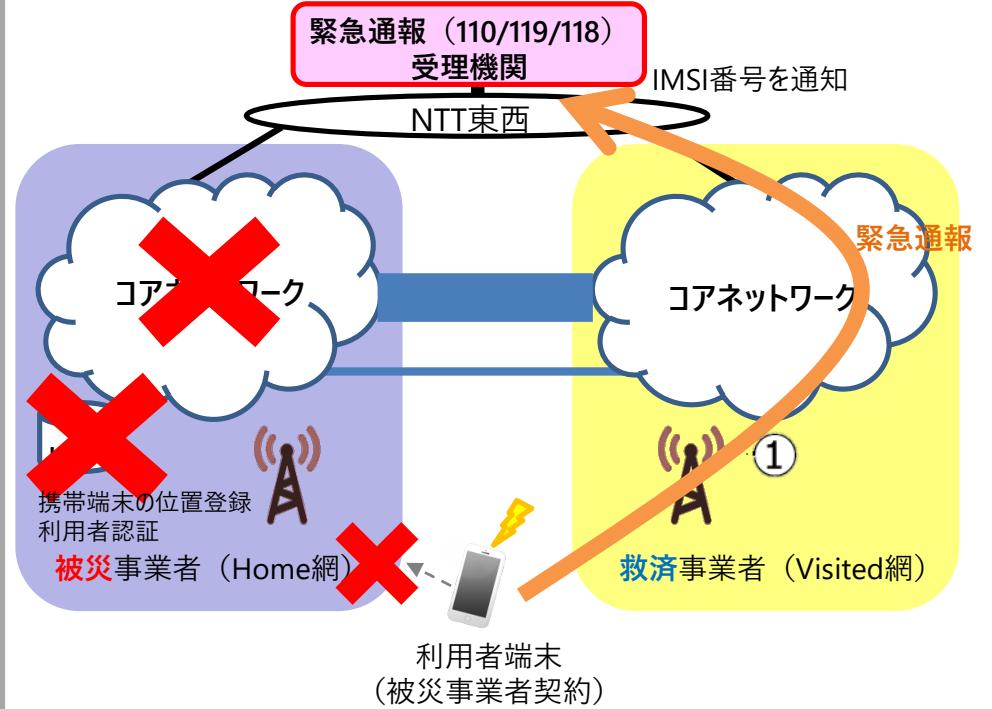 緊急通報（110/119/118）
受理機関
IMSI番号を通知
NTT東西
緊急通報
コアネットワーク
①
携帯端末の位置登録
利用者認証
被災事業者（Home網）
救済事業者（Visited網）
利用者端末
（被災事業者契約）